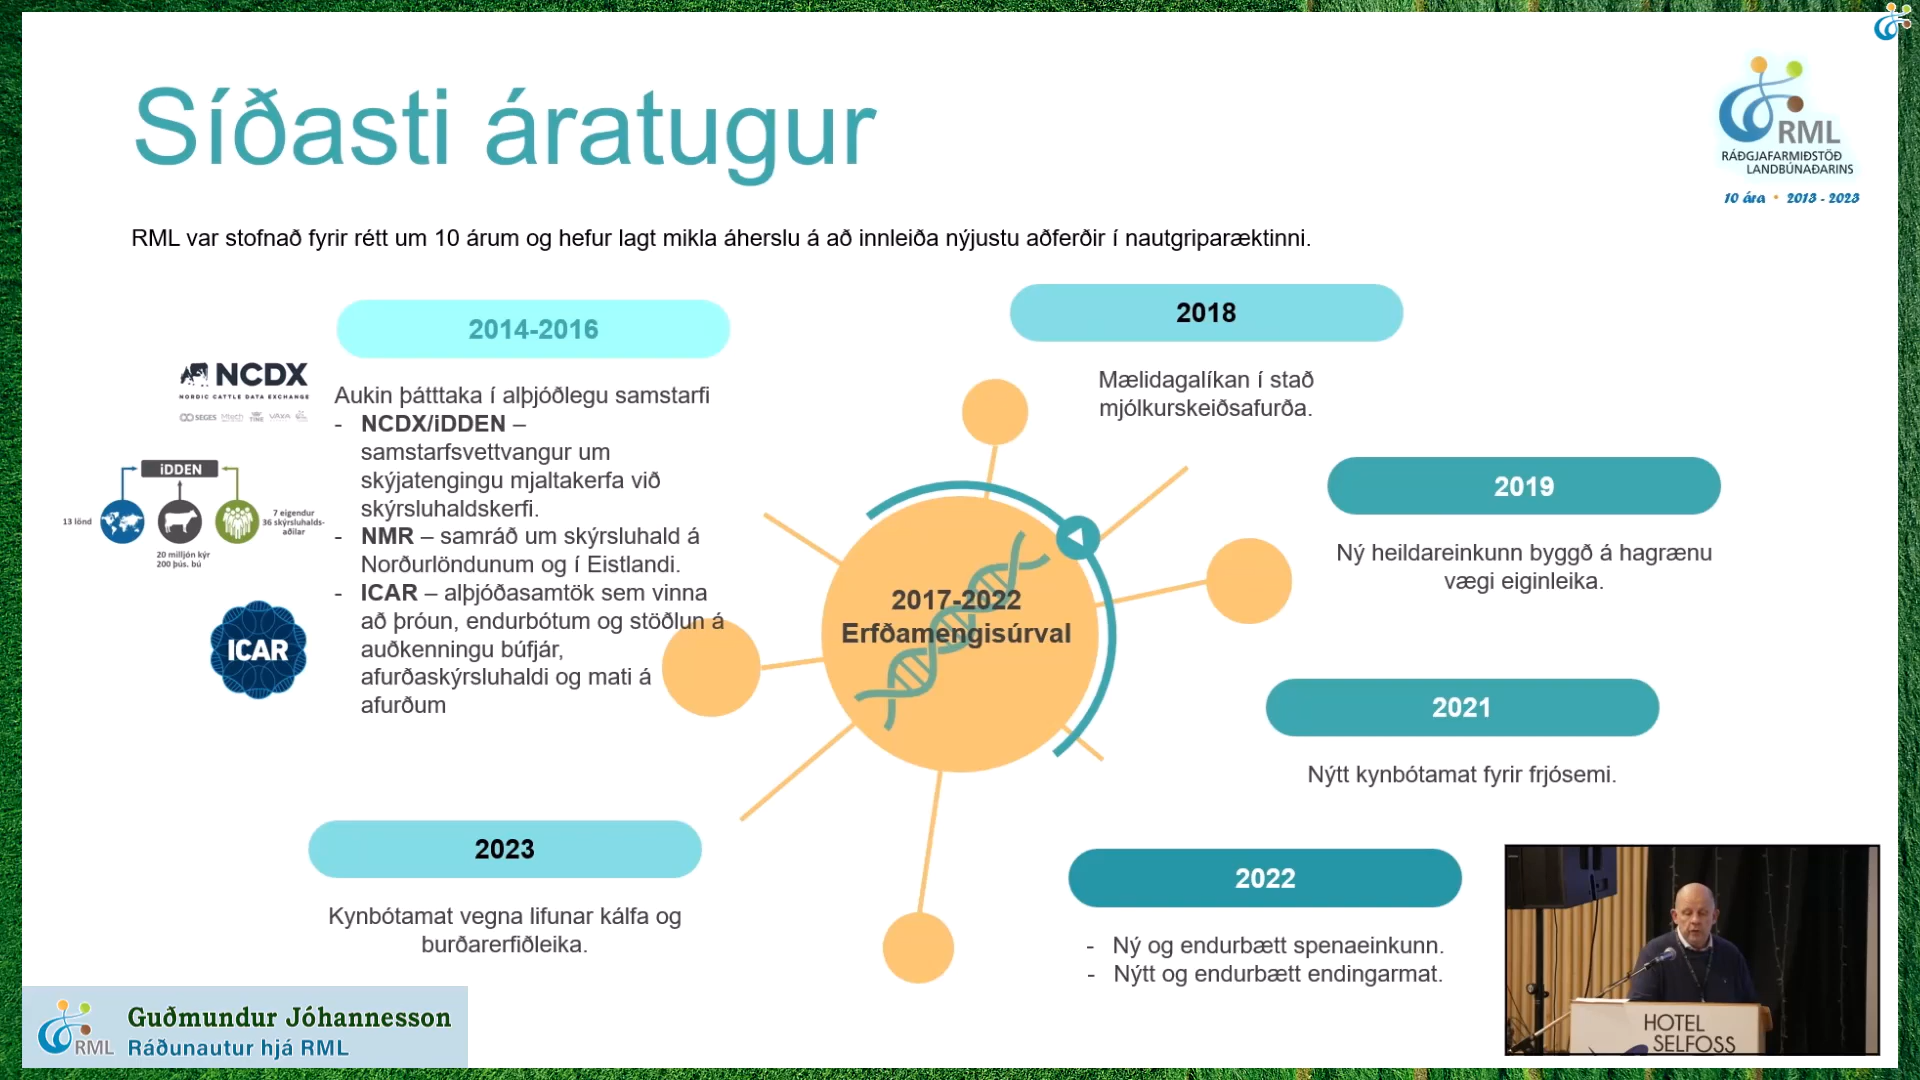 Síðasti áratugur
RML
RÁÐGJAFARMIÐSTÖÐ
LANDBÚNAÐARINS
10 ára • 2013 - 2023
RML var stofnað fyrir rétt um 10 árum og hefur lagt mikla áherslu á að innleiða nýjustu aðferðir í nautgriparæktinni.
2014-2016
NCDX
NORDIC CATTLE DATA EXCHANGE
SEGES Mtech TINE VÄXA
iDDEN
13 lönd
7 eigendur
36 skýrsluhalds-
aðilar
20 milljón kýr
200 þús. bú
ICAR
Aukin þátttaka í alþjóðlegu samstarfi
- NCDX/iDDEN –
samstarfsvettvangur um
skýjatengingu mjaltakerfa við
skýrsluhaldskerfi.
- NMR – samráð um skýrsluhald á
Norðurlöndunum og í Eistlandi.
- ICAR – alþjóðasamtök sem vinna
að þróun, endurbótum og stöðlun á
auðkenningu búfjár,
afurðaskýrsluhaldi og mati á
afurðum
2017-2022
Erfðamengisúrval
2018
Mælidagalíkan í stað
mjólkurskeiðsafurða.
2019
Ný heildareinkunn byggð á hagrænu
vægi eiginleika.
2021
Nýtt kynbótamat fyrir frjósemi.
2022
- Ný og endurbætt spenaeinkunn.
- Nýtt og endurbætt endingarmat.
2023
Kynbótamat vegna lifunar kálfa og
burðarerfiðleika.
RML
Guðmundur Jóhannesson
Ráðunautur hjá RML
HOTEL
SELFOSS